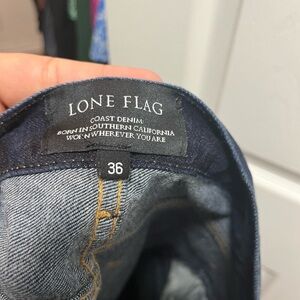 LONE FLAG
COAST DENIM
BORN IN SOUTHERN CALIFORNIA
WORN WHEREVER YOU ARE
36